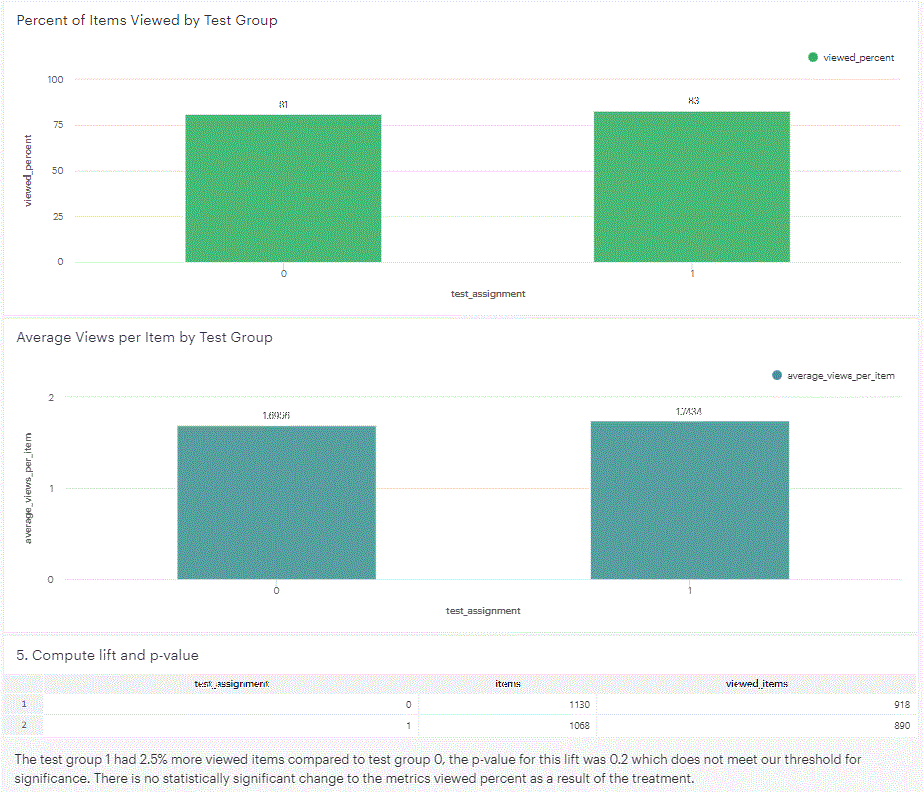 Percent of Items Viewed by Test Group
viewed_percent
100
81
83
75
viewed_percent
50
25
0
0
1
test_assignment
Average Views per Item by Test Group
average_views_per_item
2
1.6956
1.7434
average_views_per_item
1
0
0
1
test_assignment
5. Compute lift and p-value
test_assignment items viewed_items
1 0 1130 918
2 1 1068 890
The test group 1 had 2.5% more viewed items compared to test group 0, the p-value for this lift was 0.2 which does not meet our threshold for
significance. There is no statistically significant change to the metrics viewed percent as a result of the treatment.